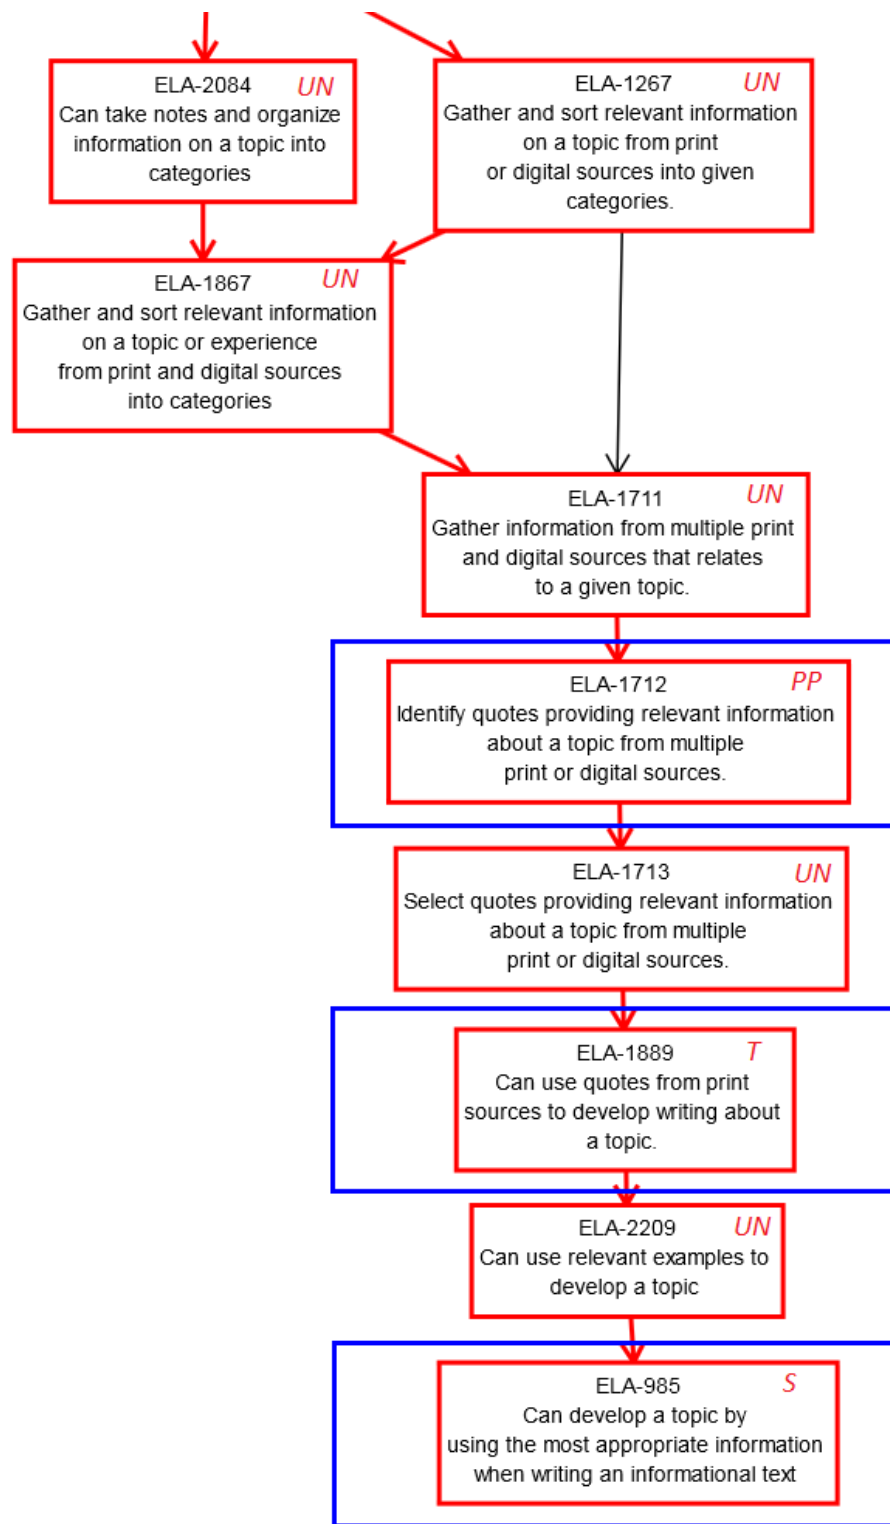 ELA-2084 UN
Can take notes and organize
information on a topic into
categories
ELA-1267 UN
Gather and sort relevant information
on a topic from print
or digital sources into given
categories.
ELA-1867 UN
Gather and sort relevant information
on a topic or experience
from print and digital sources
into categories
ELA-1711 UN
Gather information from multiple print
and digital sources that relates
to a given topic.
ELA-1712 PP
Identify quotes providing relevant information
about a topic from multiple
print or digital sources.
ELA-1713 UN
Select quotes providing relevant information
about a topic from multiple
print or digital sources.
ELA-1889 T
Can use quotes from print
sources to develop writing about
a topic.
ELA-2209 UN
Can use relevant examples to
develop a topic
ELA-985 S
Can develop a topic by
using the most appropriate information
when writing an informational text